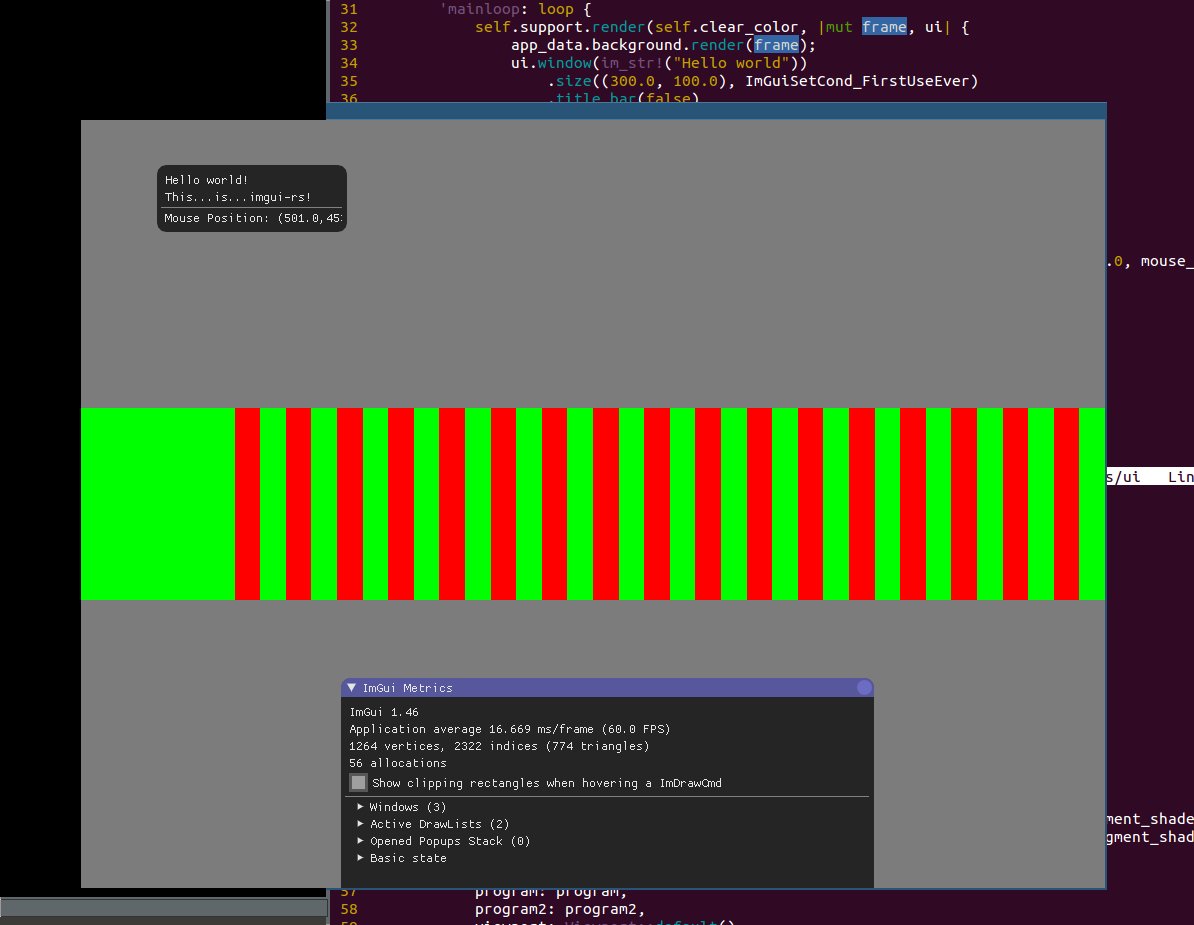 31 'mainloop: loop {
32 self.support.render(self.clear_color, |mut frame, ui| {
33 app_data.background.render(frame);
34 ui.window(im_str!("Hello world"))
35 .size((300.0, 100.0), ImGuiSetCond_FirstUseEver)
36 .title_bar(false)
Hello world!
This...is...imgui-rs!
Mouse Position: (501.0,45
.0, mouse_
s/ui Lin
ImGui Metrics
ImGui 1.46
Application average 16.669 ms/frame (60.0 FPS)
1264 vertices, 2322 indices (774 triangles)
56 allocations
Show clipping rectangles when hovering a ImDrawCmd
Windows (3)
Active DrawLists (2)
Opened Popups Stack (0)
Basic state
ment_shade
gment_shad
57 program: program,
58 program2: program2,
59 viewport: Viewport::default()